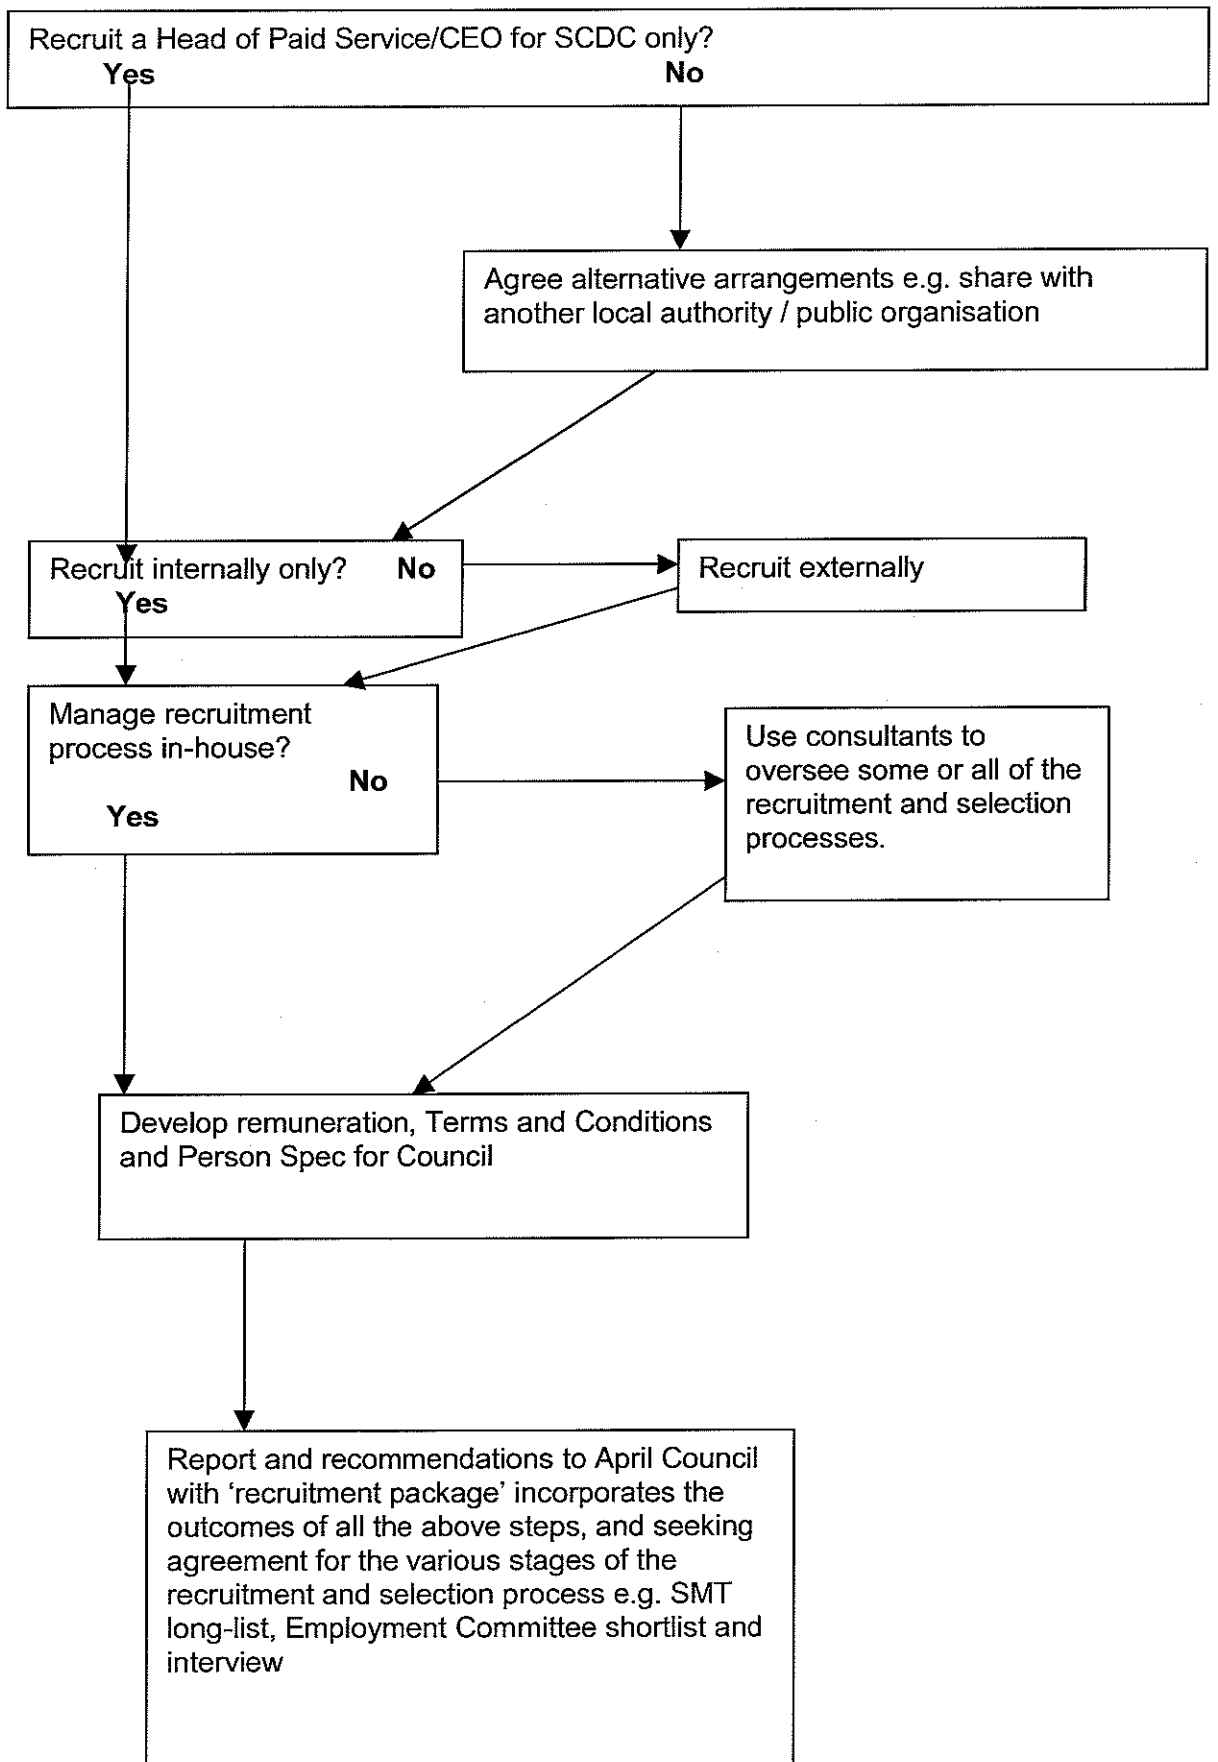 Recruit a Head of Paid Service/CEO for SCDC only?
Yes No
Agree alternative arrangements e.g. share with
another local authority / public organisation
Recruit internally only? No
Yes
Recruit externally
Manage recruitment
process in-house?
No
Yes
Use consultants to
oversee some or all of the
recruitment and selection
processes.
Develop remuneration, Terms and Conditions
and Person Spec for Council
Report and recommendations to April Council
with ‘recruitment package’ incorporates the
outcomes of all the above steps, and seeking
agreement for the various stages of the
recruitment and selection process e.g. SMT
long-list, Employment Committee shortlist and
interview